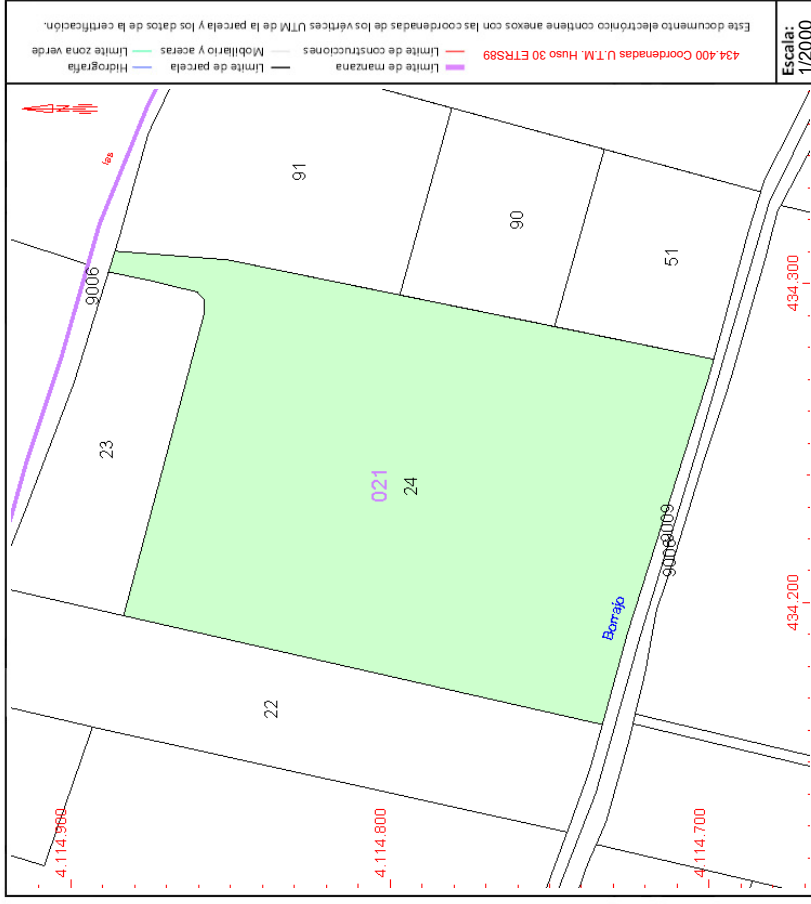 Escala:
1/2000
434.400 Coordenadas U.T.M. Huso 30 ETRS89
Límite de manzana
Límite de parcela
Hidrografía
Límite de construcciones
Mobiliario y aceras
Límite zona verde
Este documento electrónico contiene anexos con las coordenadas de los vértices UTM de la parcela y los datos de la certificación.
9006
91
90
51
23
021
24
22
Borrajo
9006
9009
4.114.900
4.114.800
4.114.700
434.300
434.200